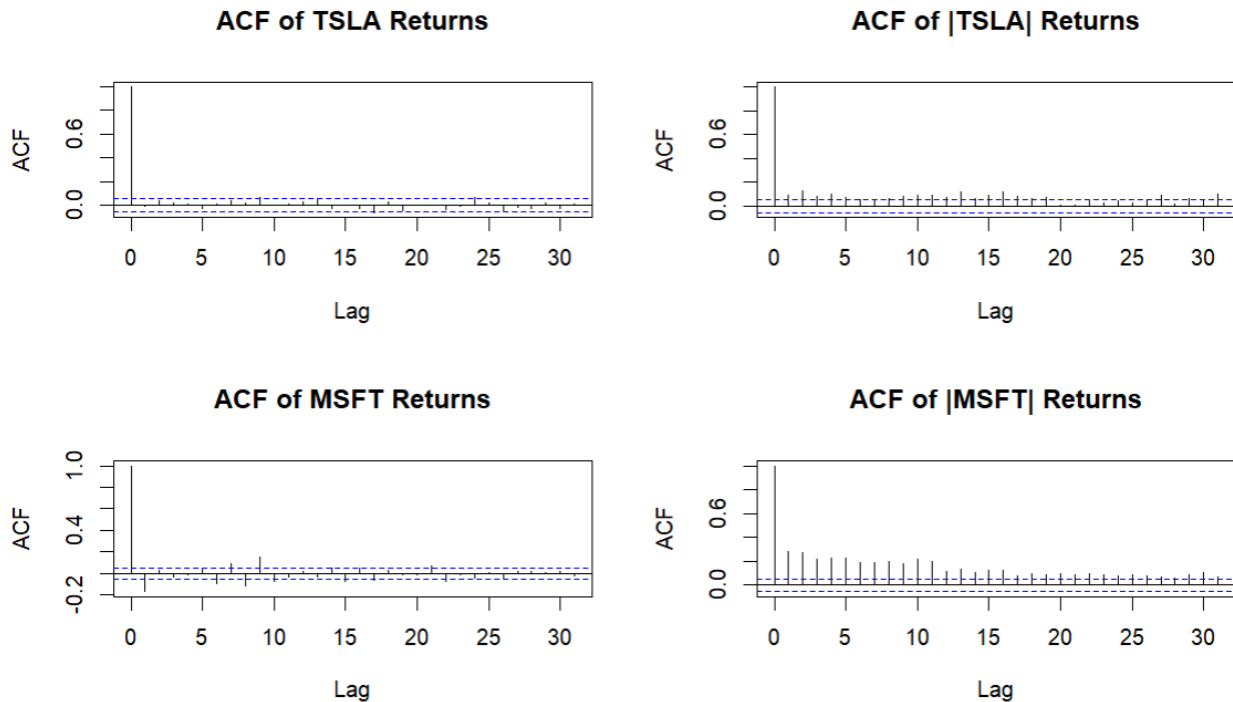 ACF of TSLA Returns
ACF
0.6
0.0
0 5 10 15 20 25 30
Lag
ACF of |TSLA| Returns
ACF
0.6
0.0
0 5 10 15 20 25 30
Lag
ACF of MSFT Returns
ACF
1.0
0.4
-0.2
0 5 10 15 20 25 30
Lag
ACF of |MSFT| Returns
ACF
0.6
0.0
0 5 10 15 20 25 30
Lag